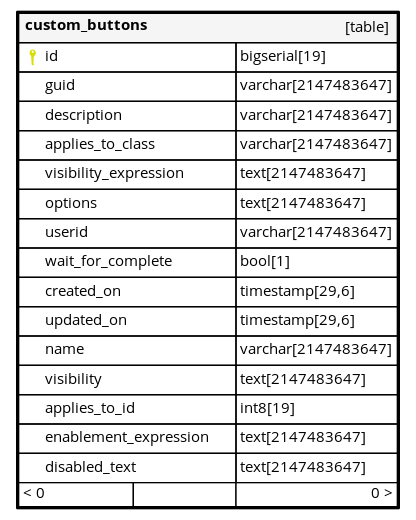 custom_buttons [table]
id bigserial[19]
guid varchar[2147483647]
description varchar[2147483647]
applies_to_class varchar[2147483647]
visibility_expression text[2147483647]
options text[2147483647]
userid varchar[2147483647]
wait_for_complete bool[1]
created_on timestamp[29,6]
updated_on timestamp[29,6]
name varchar[2147483647]
visibility text[2147483647]
applies_to_id int8[19]
enablement_expression text[2147483647]
disabled_text text[2147483647]
< 0 0 >